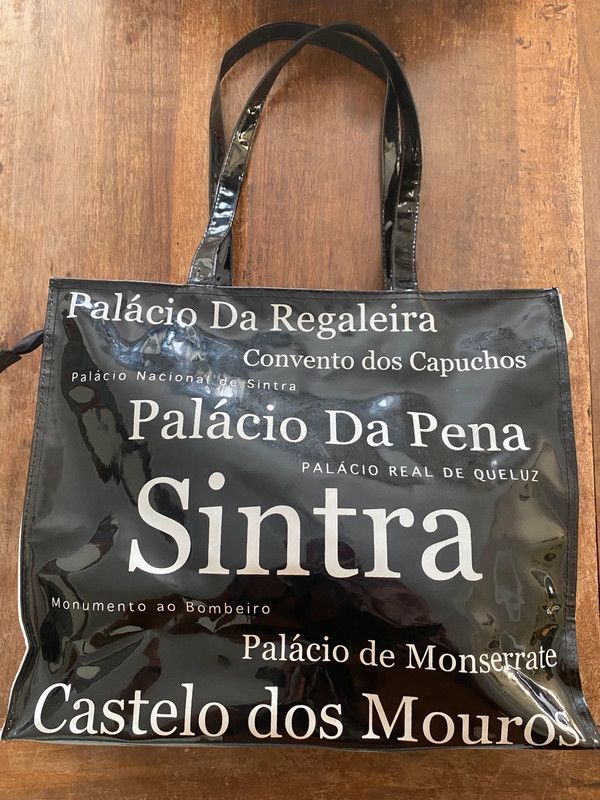 Palácio Da Regaleira
Convento dos Capuchos
Palácio Nacional de Sintra
Palácio Da Pena
PALÁCIO REAL DE QUELUZ
Sintra
Monumento ao Bombeiro
Palácio de Monserrate
Castelo dos Mouros